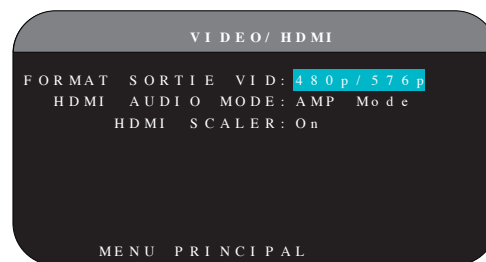 VIDEO/ HDMI
FORMAT SORTIE VID: 480p/576p
HDMI AUDIO MODE: AMP Mode
HDMI SCALER: On
MENU PRINCIPAL